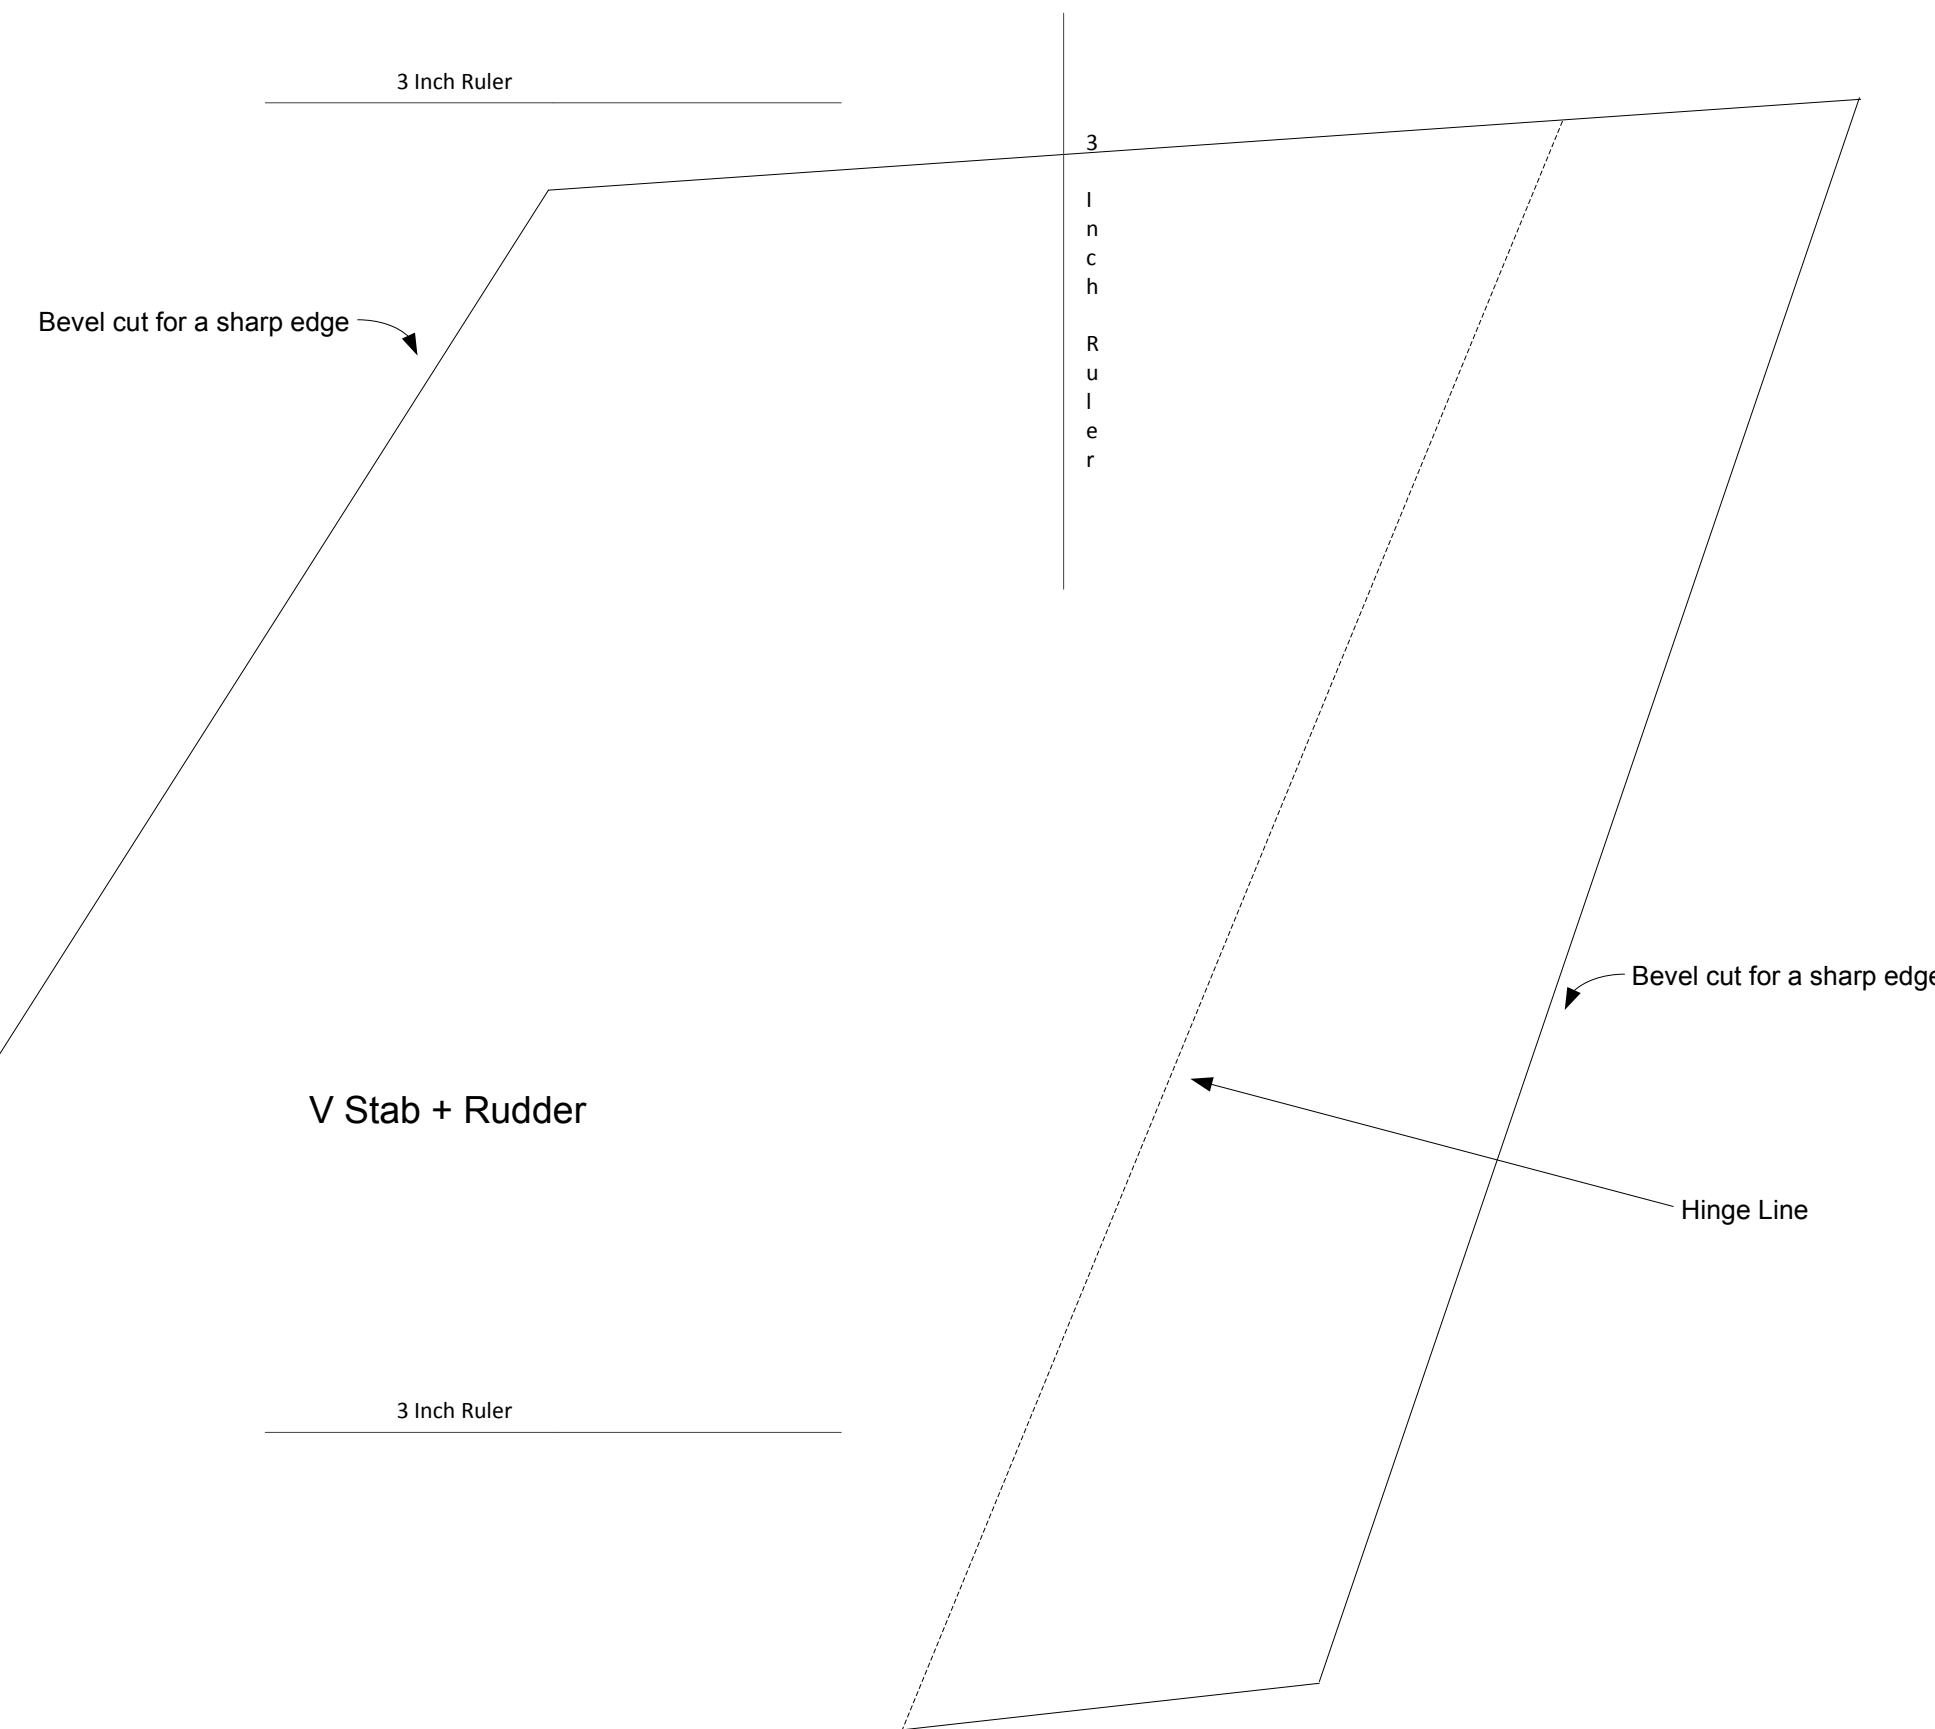 3 Inch Ruler
3
I
n
c
h
R
u
l
e
r
Bevel cut for a sharp edge
Bevel cut for a sharp edge
V Stab + Rudder
Hinge Line
3 Inch Ruler